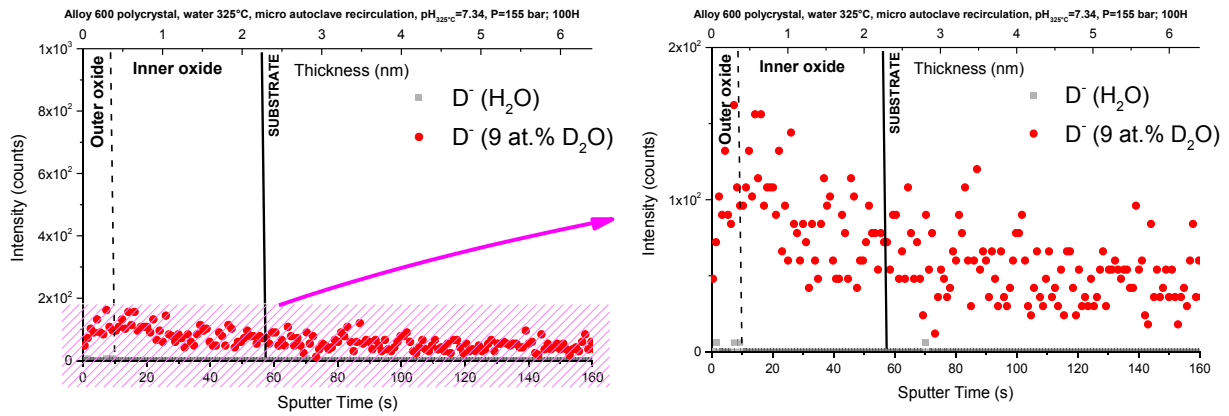 Alloy 600 polycrystal, water 325°C, micro autoclave recirculation, pH325°C=7.34, P=155 bar; 100H
0 1 2 3 4 5 6
1x10³
8x10²
6x10²
4x10²
2x10²
0
Intensity (counts)
Outer oxide
Inner oxide
SUBSTRATE
Thickness (nm)
D⁻ (H₂O)
D⁻ (9 at.% D₂O)
0 20 40 60 80 100 120 140 160
Sputter Time (s)
Alloy 600 polycrystal, water 325°C, micro autoclave recirculation, pH325°C=7.34, P=155 bar; 100H
0 1 2 3 4 5 6
2x10²
1x10²
0
Intensity (counts)
Outer oxide
Inner oxide
SUBSTRATE
Thickness (nm)
D⁻ (H₂O)
D⁻ (9 at.% D₂O)
0 20 40 60 80 100 120 140 160
Sputter Time (s)